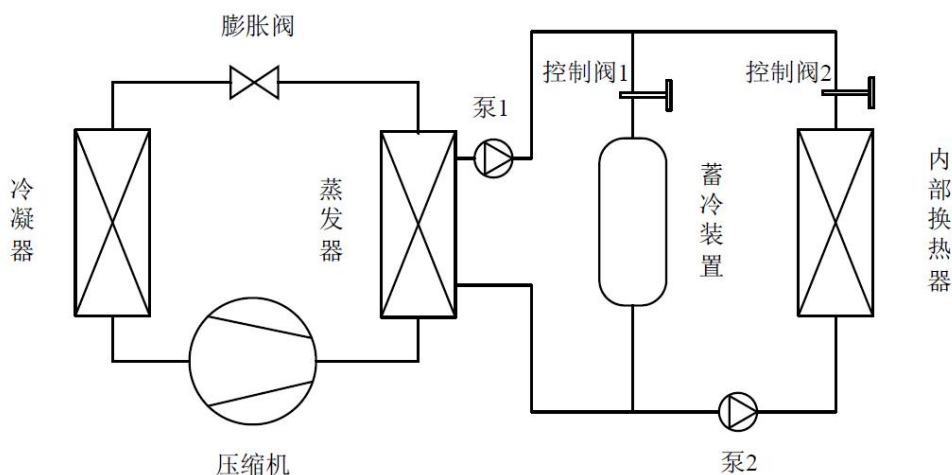 膨胀阀
控制阀1
控制阀2
泵1
冷凝器
蒸发器
蓄冷装置
内部换热器
压缩机
泵2